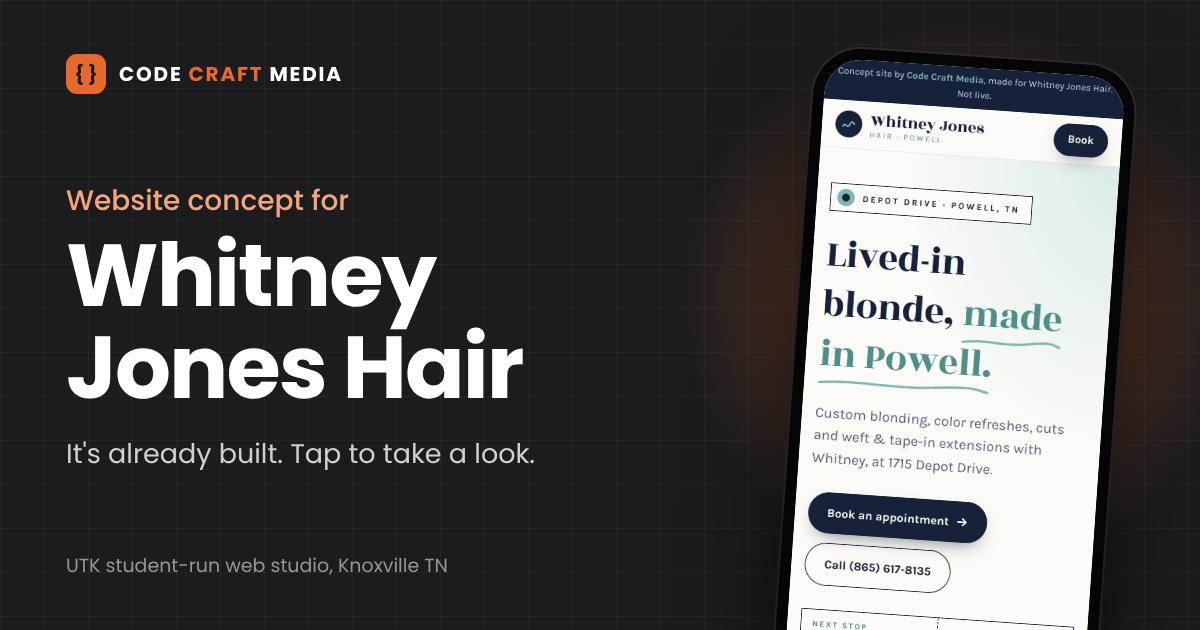 { } CODE CRAFT MEDIA
Website concept for
Whitney
Jones Hair
It's already built. Tap to take a look.
UTK student-run web studio, Knoxville TN
Concept site by Code Craft Media, made for Whitney Jones Hair.
Not live.
Whitney Jones
HAIR · POWELL
Book
DEPOT DRIVE · POWELL, TN
Lived-in
blonde, made
in Powell.
Custom blonding, color refreshes, cuts
and weft & tape-in extensions with
Whitney, at 1715 Depot Drive.
Book an appointment →
Call (865) 617-8135
NEXT STOP